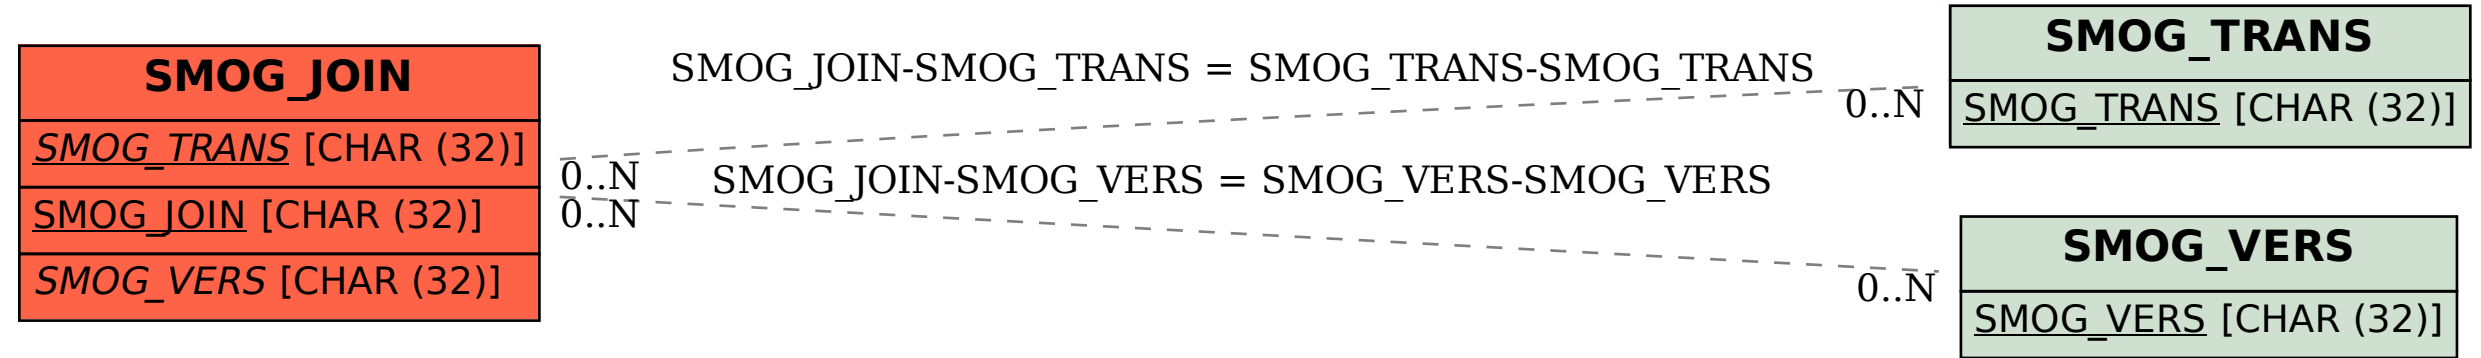 SMOG_JOIN
SMOG_TRANS [CHAR (32)]
SMOG_JOIN [CHAR (32)]
SMOG_VERS [CHAR (32)]
SMOG_JOIN-SMOG_TRANS = SMOG_TRANS-SMOG_TRANS
0..N
0..N
SMOG_JOIN-SMOG_VERS = SMOG_VERS-SMOG_VERS
0..N
0..N
SMOG_TRANS
SMOG_TRANS [CHAR (32)]
SMOG_VERS
SMOG_VERS [CHAR (32)]